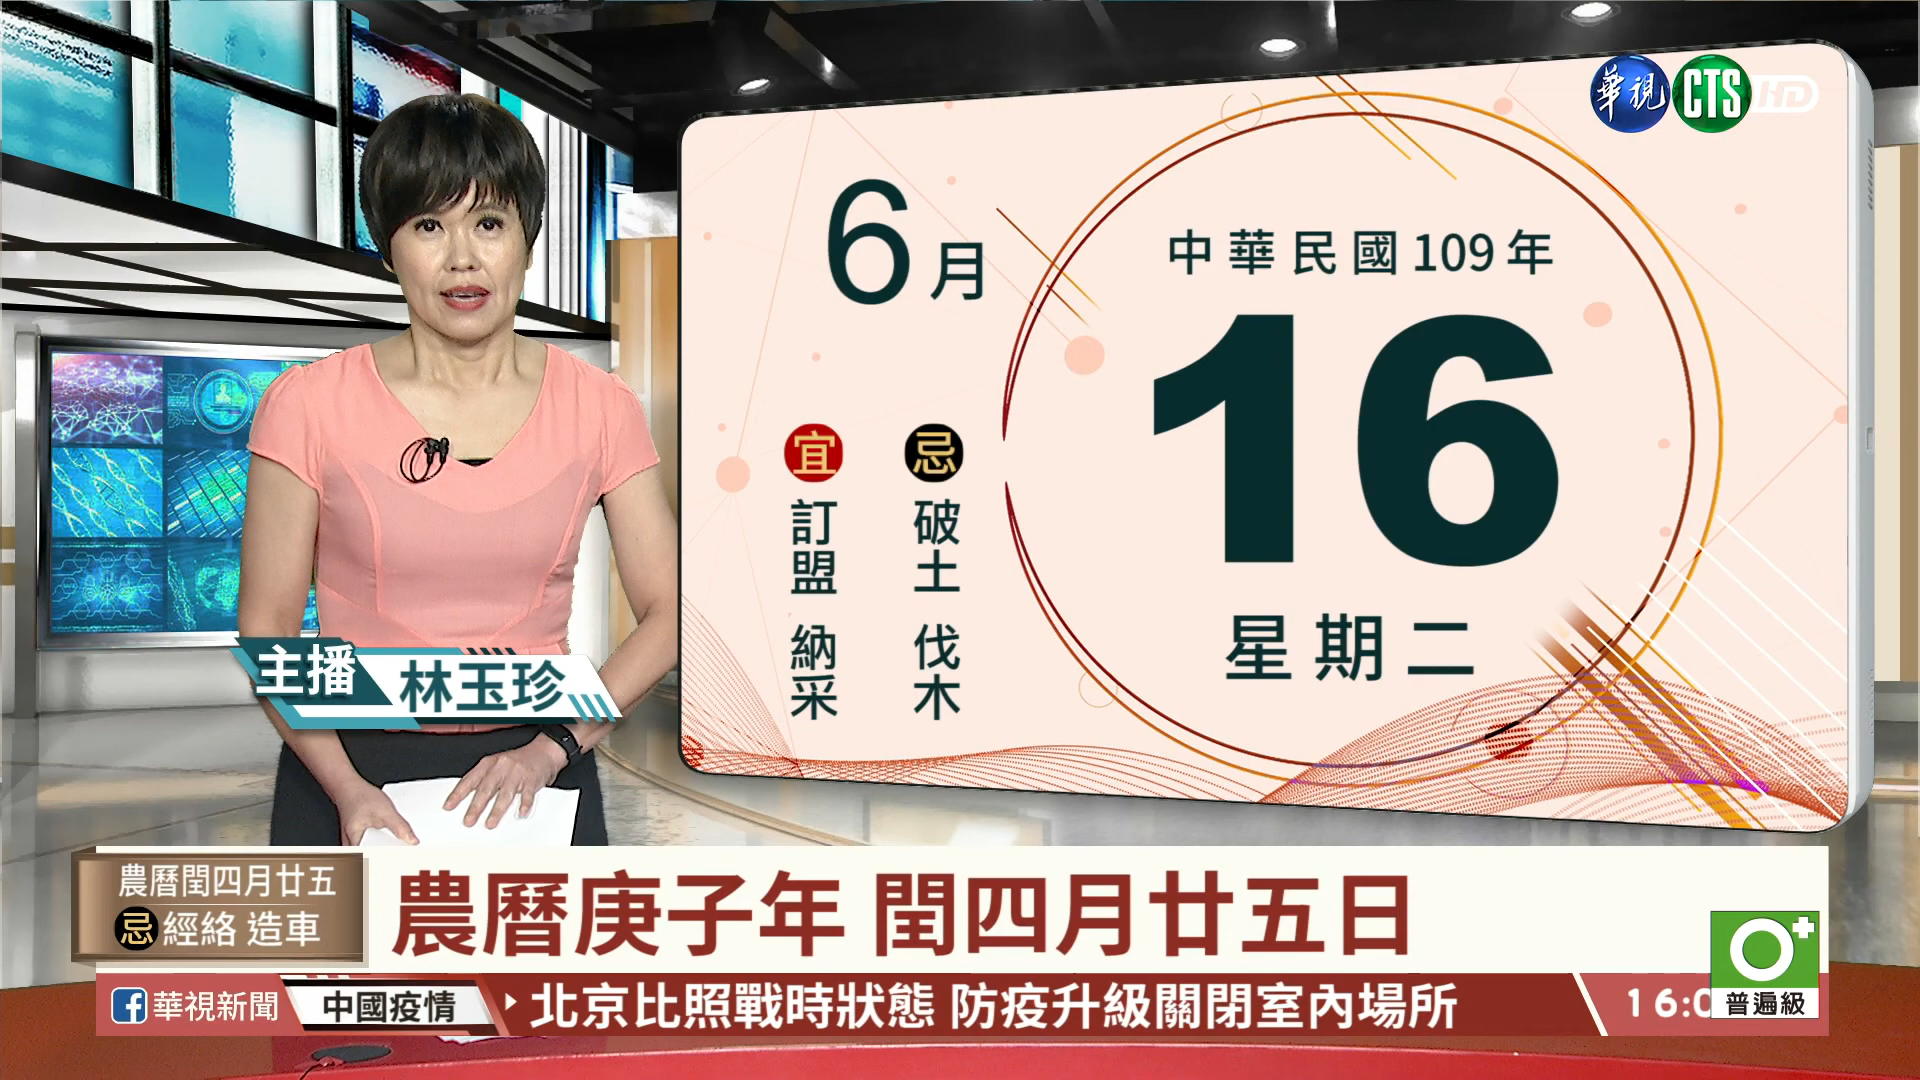 華視 CTS HD
6月
中華民國109年
16
星期二
宜
訂盟 納采
忌
破土 伐木
主播 林玉珍
農曆閏四月廿五
忌 經絡 造車
農曆庚子年 閏四月廿五日
華視新聞
中國疫情
北京比照戰時狀態 防疫升級關閉室內場所
16:0
普遍級